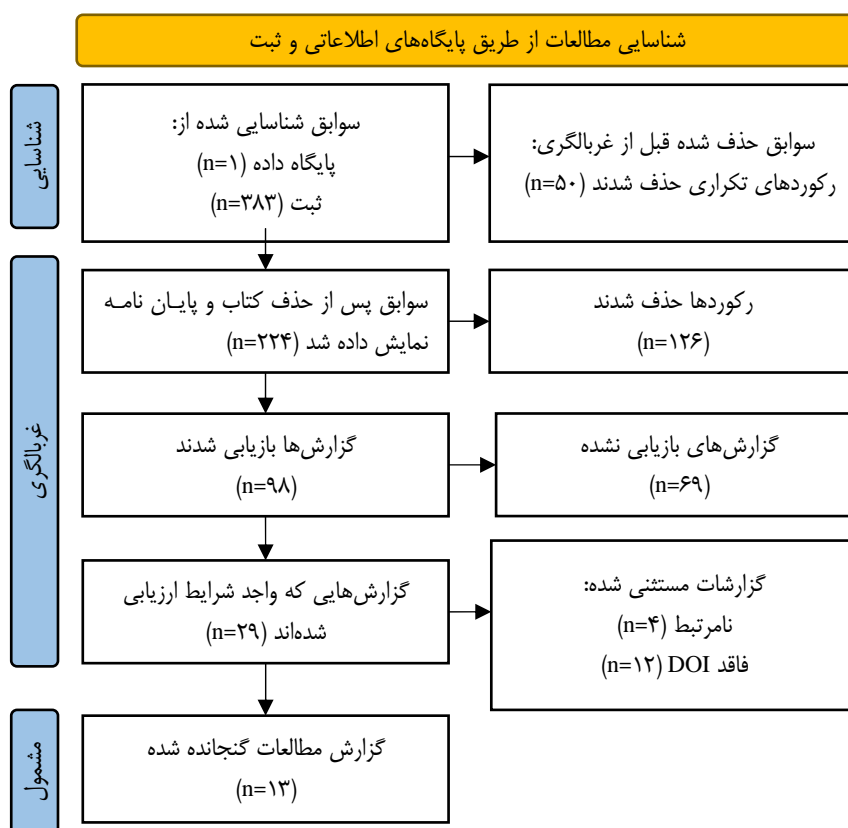 شناسایی مطالعات از طریق پایگاه‌های اطلاعاتی و ثبت
شناسایی
سوابق شناسایی شده از:
پایگاه داده (n=۱)
ثبت (n=۳۸۳)
سوابق حذف شده قبل از غربالگری:
رکوردهای تکراری حذف شدند (n=۵۰)
غربالگری
سوابق پس از حذف کتاب و پایـان نامـه
نمایش داده شد (n=۲۲۴)
رکوردها حذف شدند
(n=۱۲۶)
گزارش‌ها بازیابی شدند
(n=۹۸)
گزارش‌های بازیابی نشده
(n=۶۹)
گزارش‌هایی که واجد شرایط ارزیابی
شده‌اند (n=۲۹)
گزارشات مستثنی شده:
نامرتبط (n=۴)
فاقد DOI (n=۱۲)
مشمول
گزارش مطالعات گنجانده شده
(n=۱۳)